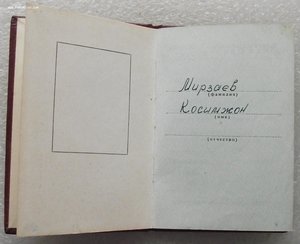 Мирзаев
(фамилия)
Косимжон
(имя)
(отчество)